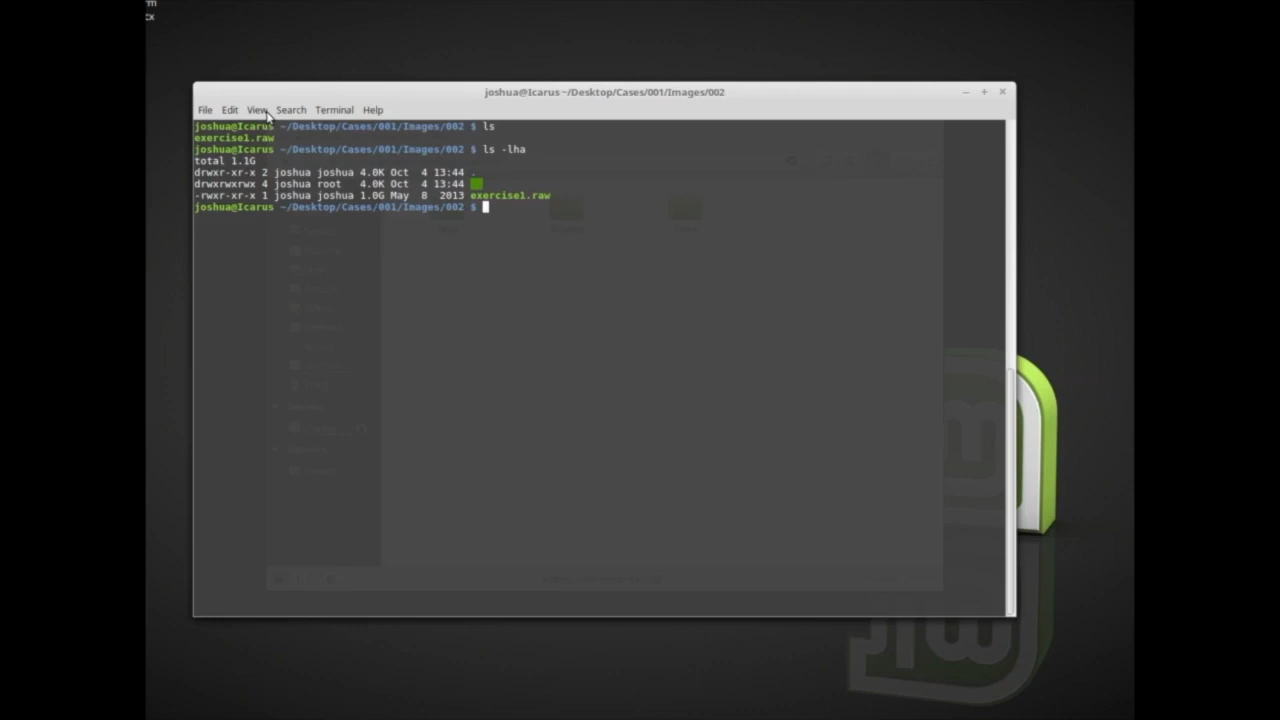 rm
cx
joshua@Icarus ~/Desktop/Cases/001/Images/002
File Edit View Search Terminal Help
joshua@Icarus ~/Desktop/Cases/001/Images/002 $ ls
exercise1.raw
joshua@Icarus ~/Desktop/Cases/001/Images/002 $ ls -lha
total 1.1G
drwxr-xr-x 2 joshua joshua 4.0K Oct  4 13:44 .
drwxrwxrwx 4 joshua root   4.0K Oct  4 13:44
-rwxr-xr-x 1 joshua joshua 1.0G May  8  2013 exercise1.raw
joshua@Icarus ~/Desktop/Cases/001/Images/002 $